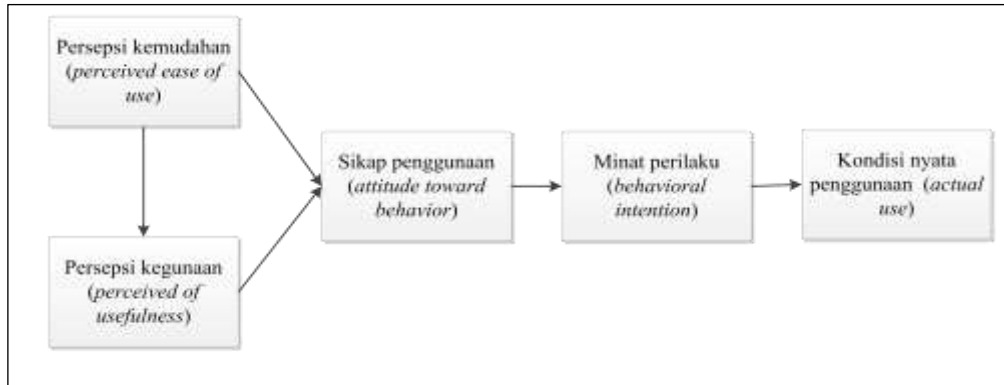 Persepsi kemudahan
(perceived ease of
use)
Persepsi kegunaan
(perceived of
usefulness)
Sikap penggunaan
(attitude toward
behavior)
Minat perilaku
(behavioral
intention)
Kondisi nyata
penggunaan (actual
use)